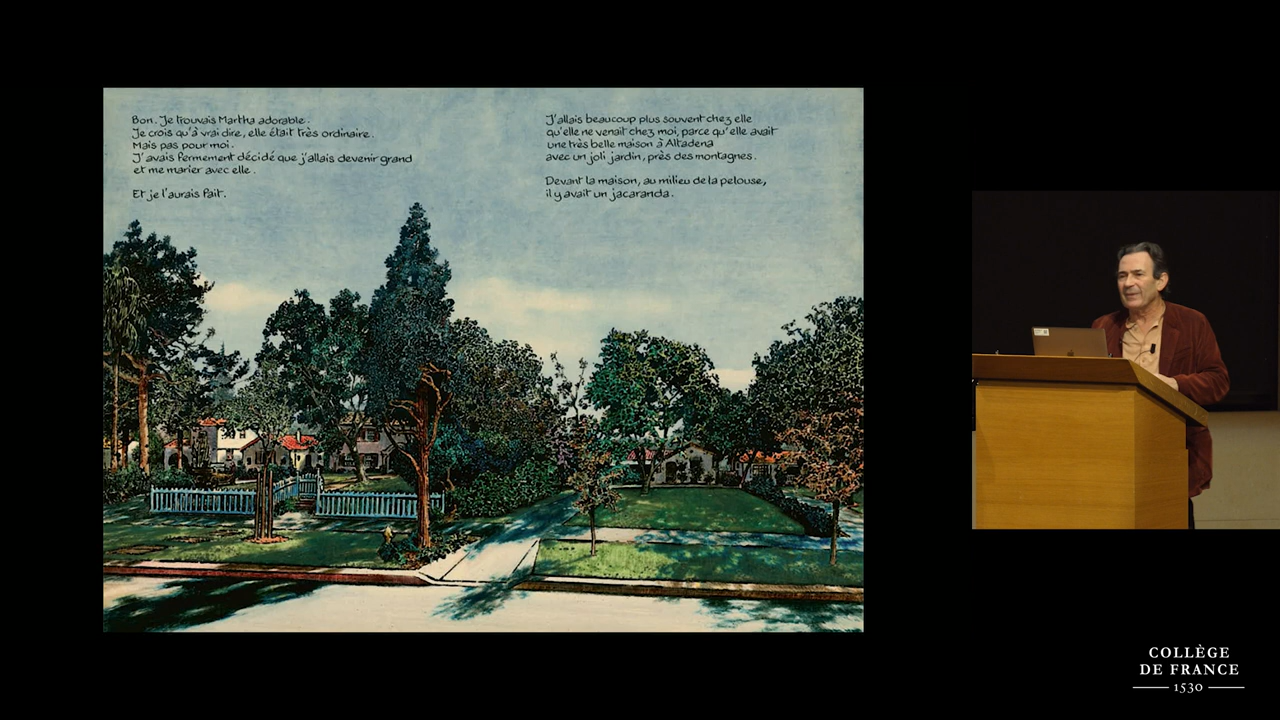 Bon. Je trouvais Martha adorable.
Je crois qu'à vrai dire, elle était très ordinaire.
Mais pas pour moi.
J'avais fermement décidé que j'allais devenir grand
et me marier avec elle.
Et je l'aurais fait.
J'allais beaucoup plus souvent chez elle
qu'elle ne venait chez moi, parce qu'elle avait
une très belle maison à Altadena
avec un joli jardin, près des montagnes.
Devant la maison, au milieu de la pelouse,
il y avait un jacaranda.
COLLÈGE
DE FRANCE
1530